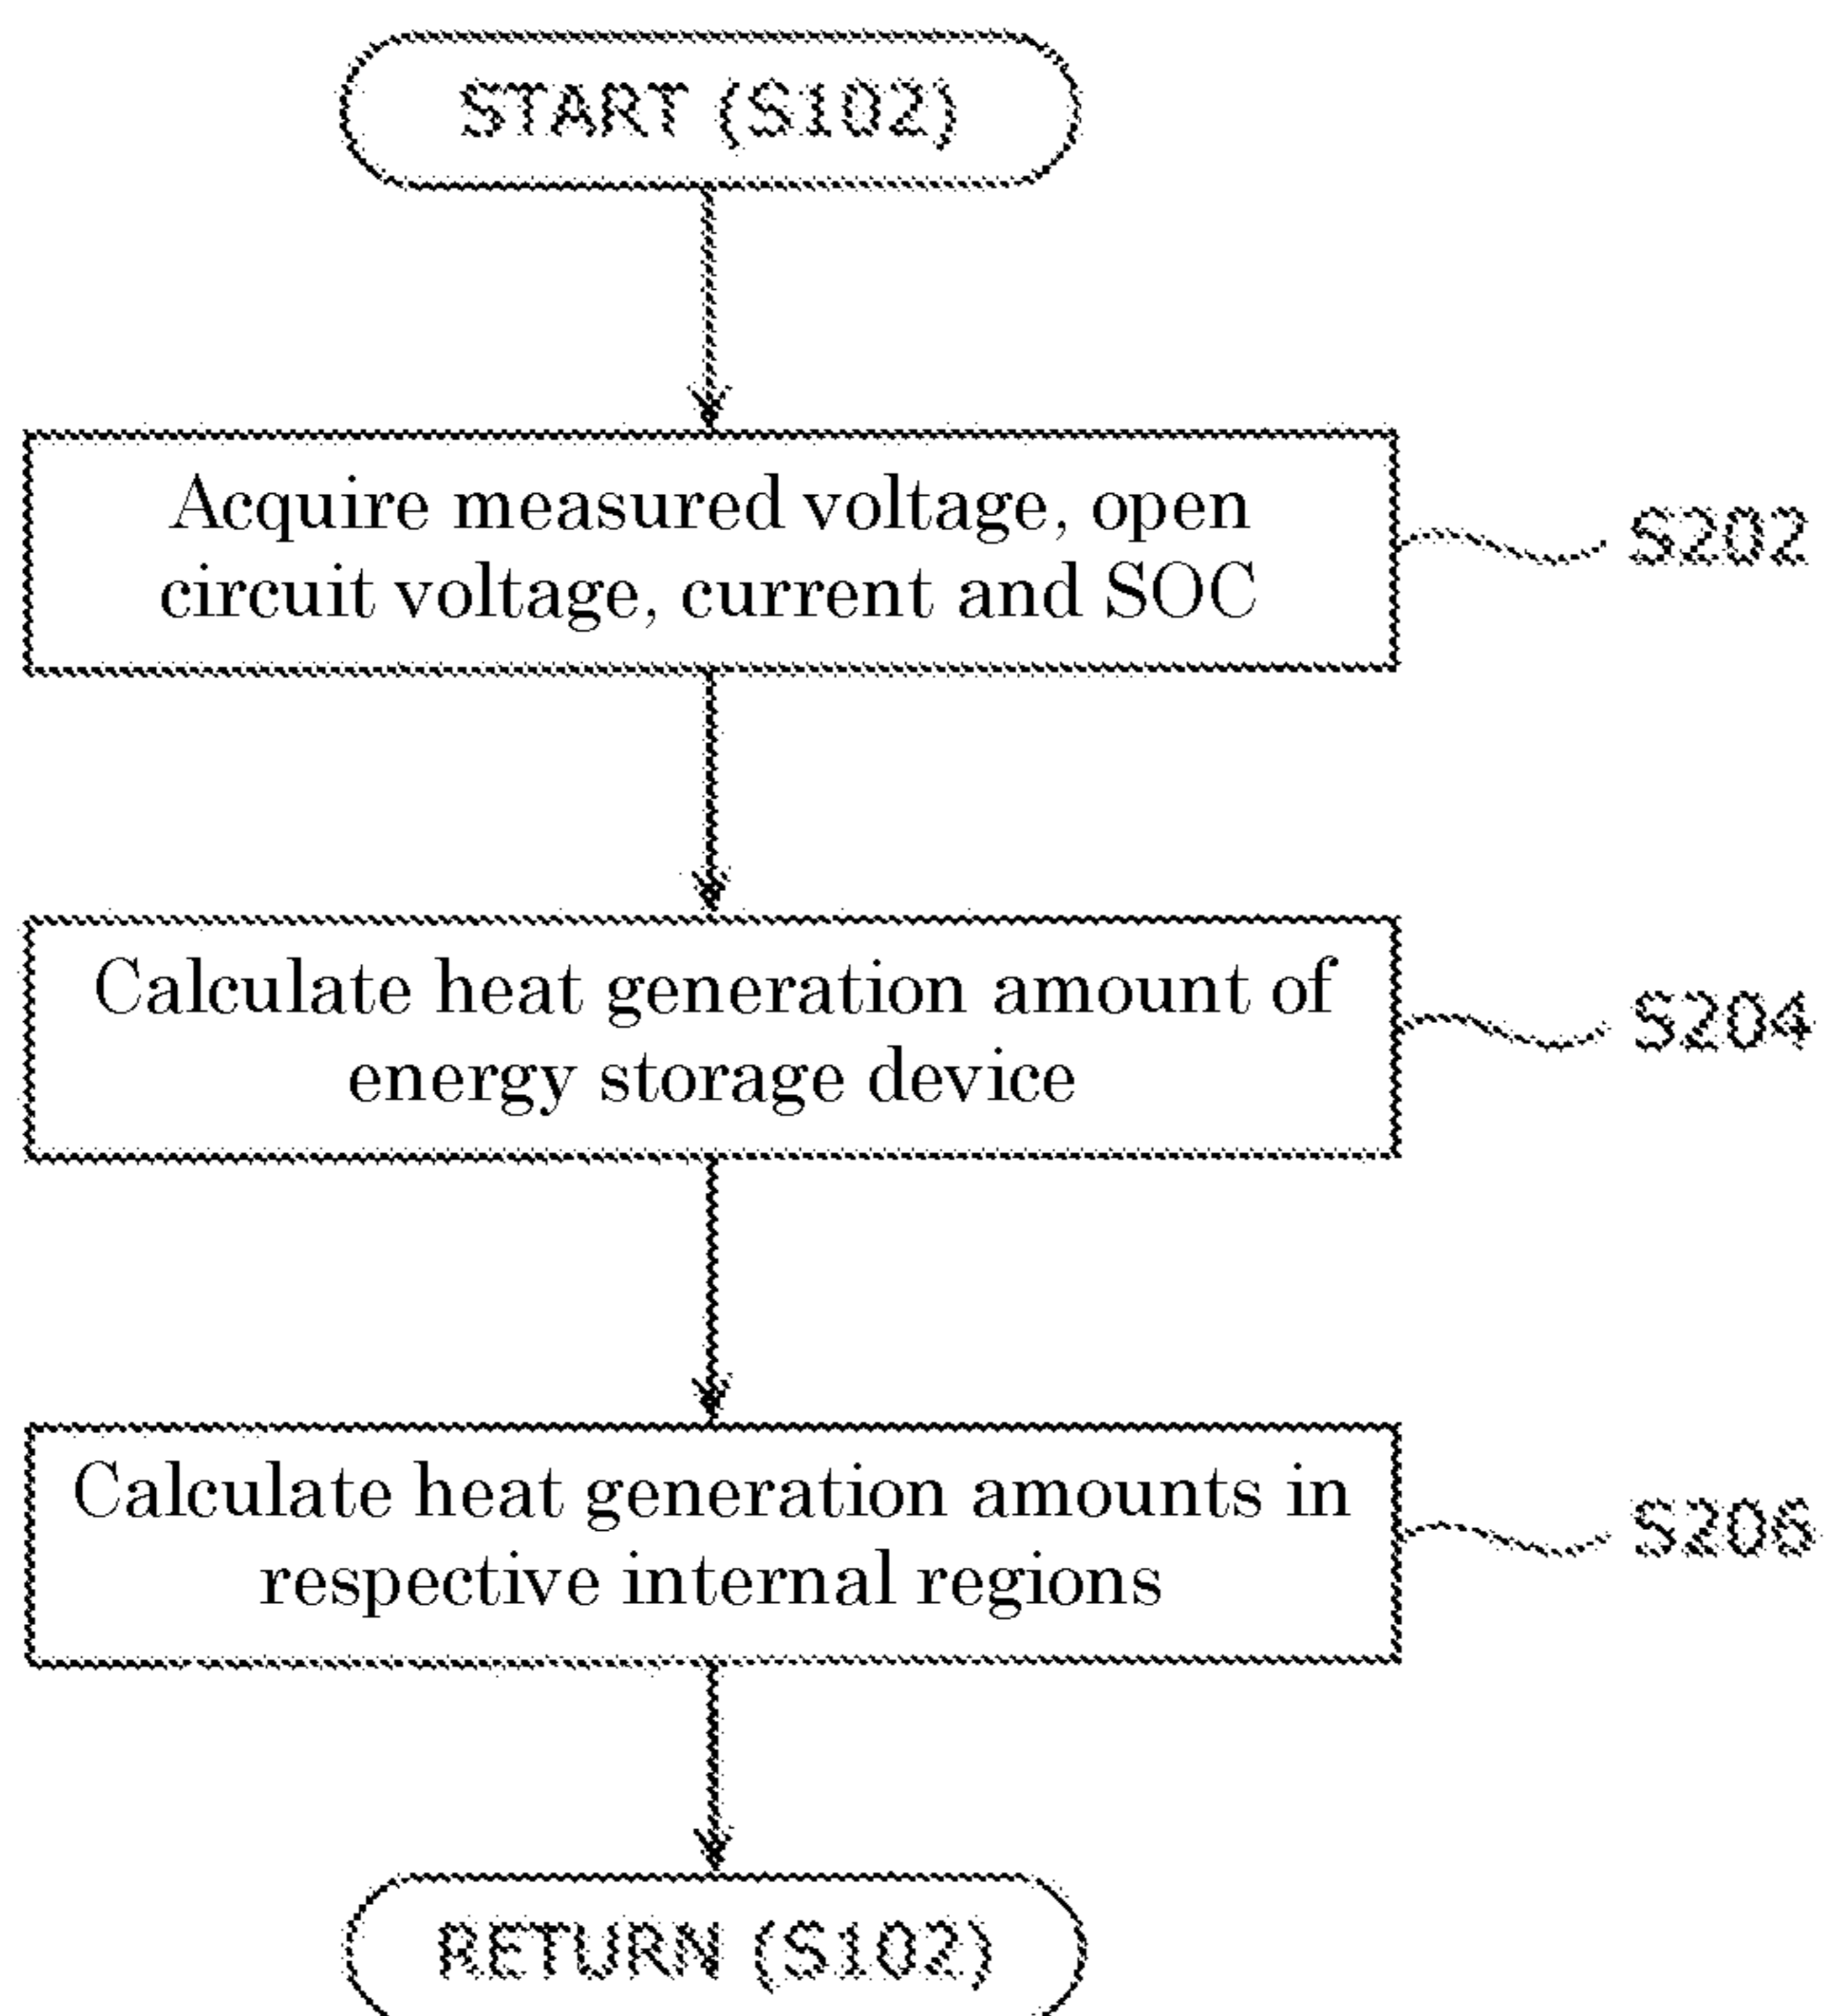 START (S102)
Acquire measured voltage, open
circuit voltage, current and SOC
S202
Calculate heat generation amount of
energy storage device
S204
Calculate heat generation amounts in
respective internal regions
S206
RETURN (S102)